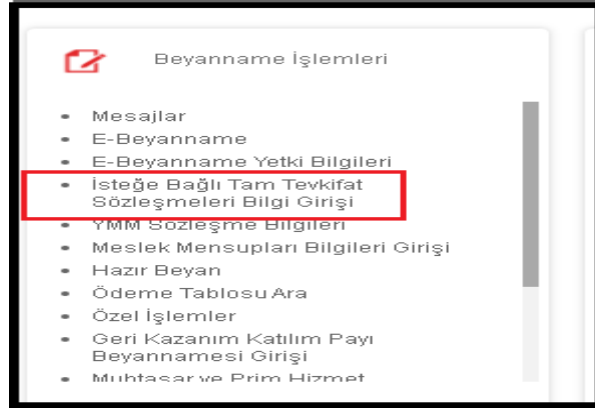 Beyanname İşlemleri
Mesajlar
E-Beyanname
E-Beyanname Yetki Bilgileri
İsteğe Bağlı Tam Tevkifat
Sözleşmeleri Bilgi Girişi
YMM Sözleşme Bilgileri
Meslek Mensupları Bilgileri Girişi
Hazır Beyan
Ödeme Tablosu Ara
Özel İşlemler
Geri Kazanım Katılım Payı
Beyannamesi Girişi
Muhtasar ve Prim Hizmet